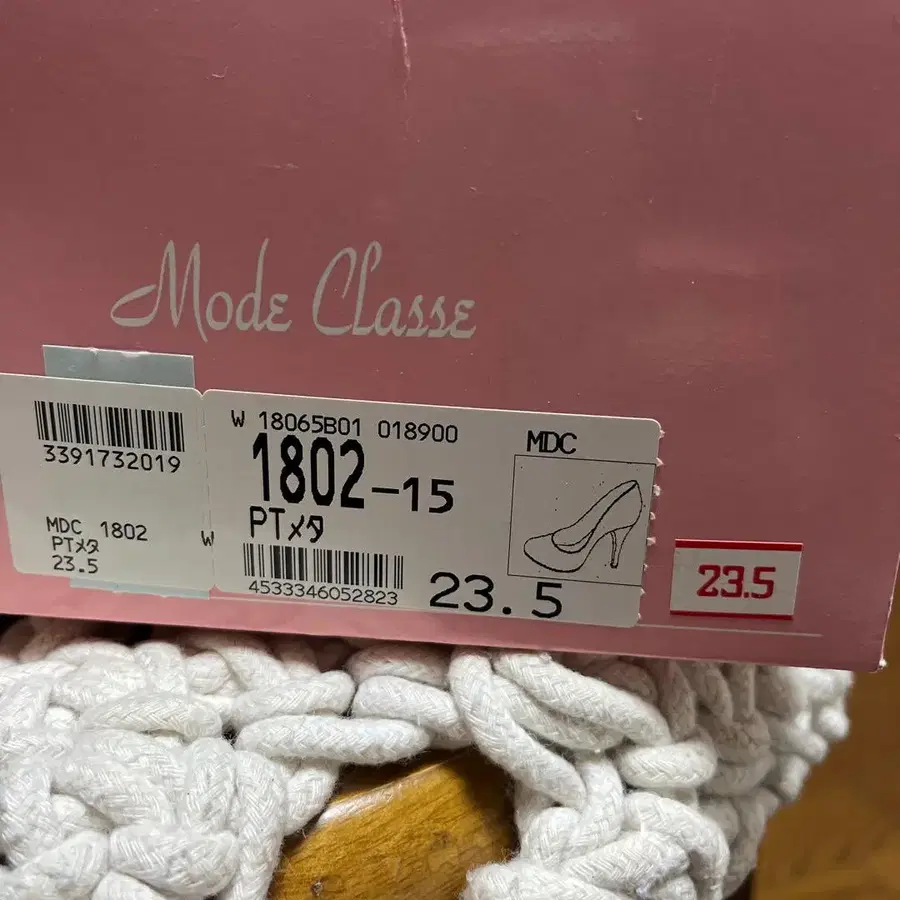 Mode Classe
3391732019
MDC 1802
PTメタ
23.5
W
W 18065B01 018900
1802-15
PTメタ
4533346052823
23.5
MDC
23.5